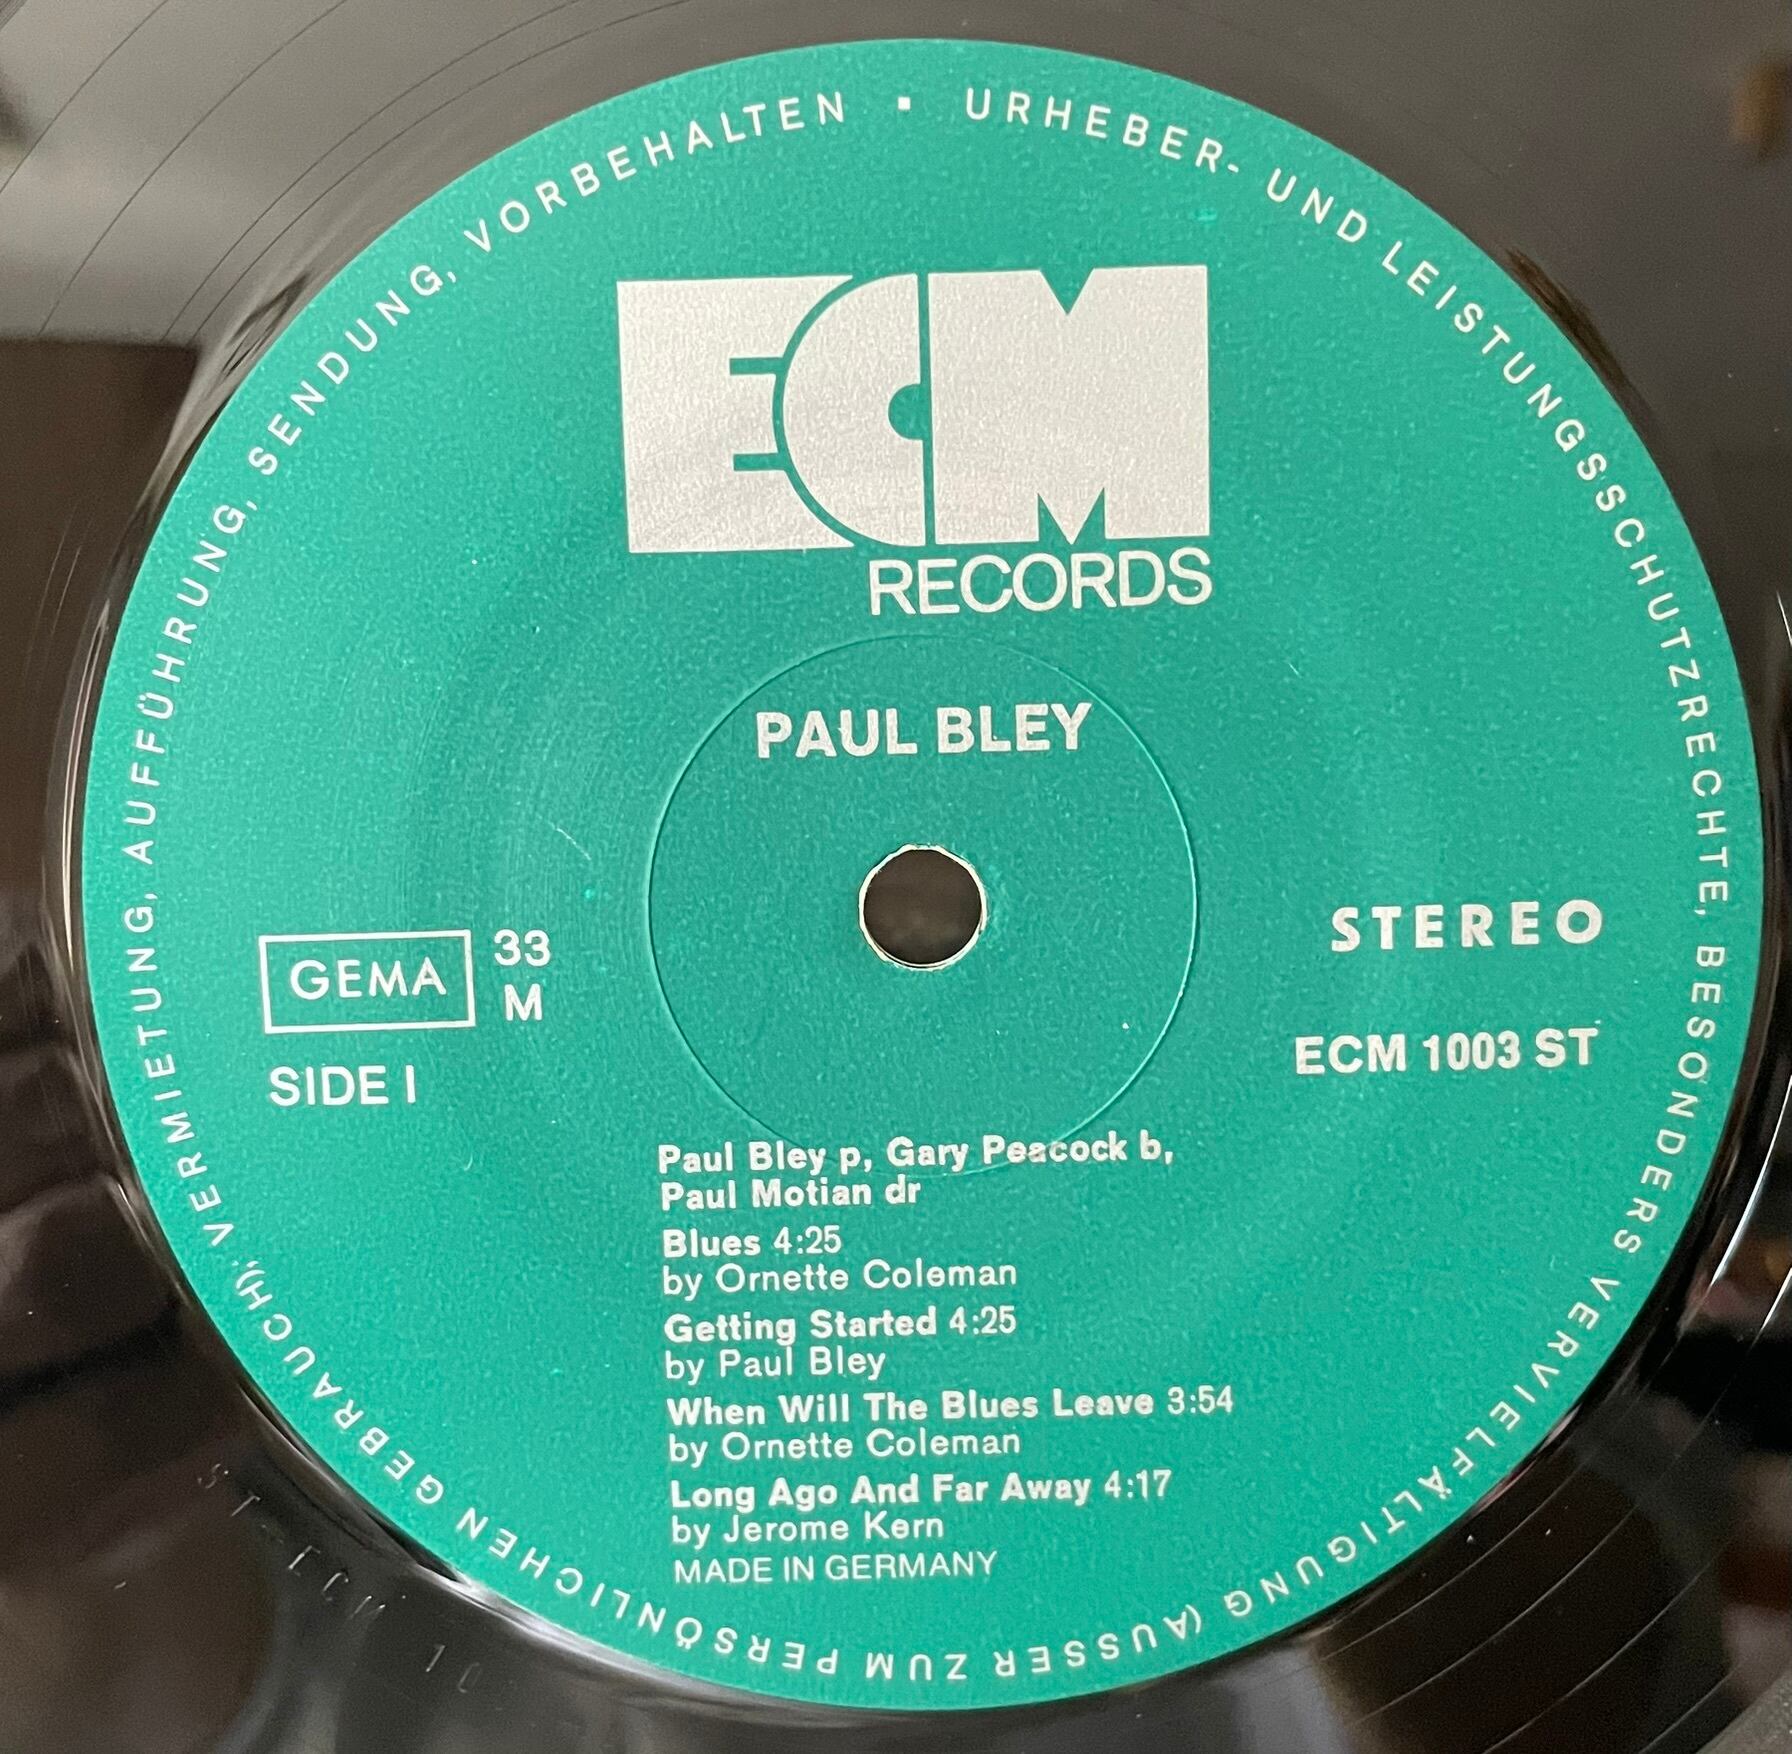 URHEBER- UND LEISTUNGSSCHUTZRECHTE, BESONDERS VERVIELFÄLTIGUNG (AUSSER ZUM PERSÖNLICHEN GEBRAUCH), VERMIETUNG, AUFFÜHRUNG, SENDUNG, VORBEHALTEN ▪
ECM
RECORDS
PAUL BLEY
GEMA
33
M
SIDE I
STEREO
ECM 1003 ST
Paul Bley p, Gary Peacock b,
Paul Motian dr
Blues 4:25
by Ornette Coleman
Getting Started 4:25
by Paul Bley
When Will The Blues Leave 3:54
by Ornette Coleman
Long Ago And Far Away 4:17
by Jerome Kern
MADE IN GERMANY
ST-ECM 10